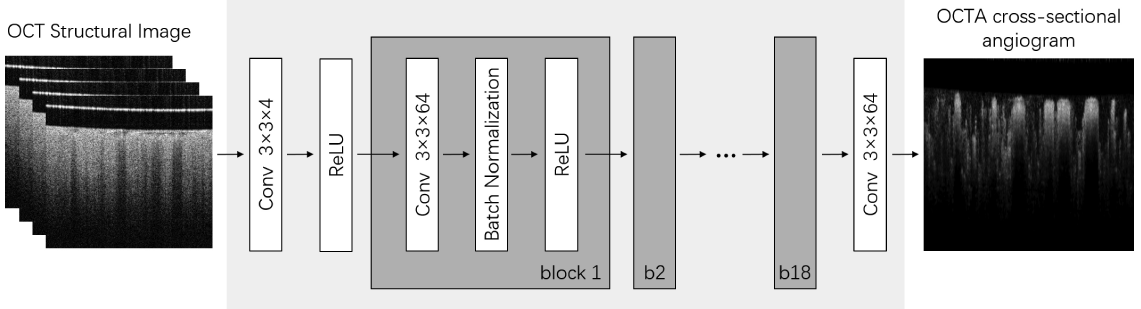 OCT Structural Image
Conv 3×3×4
ReLU
Conv 3×3×64
Batch Normalization
ReLU
block 1
b2
...
b18
Conv 3×3×64
OCTA cross-sectional
angiogram